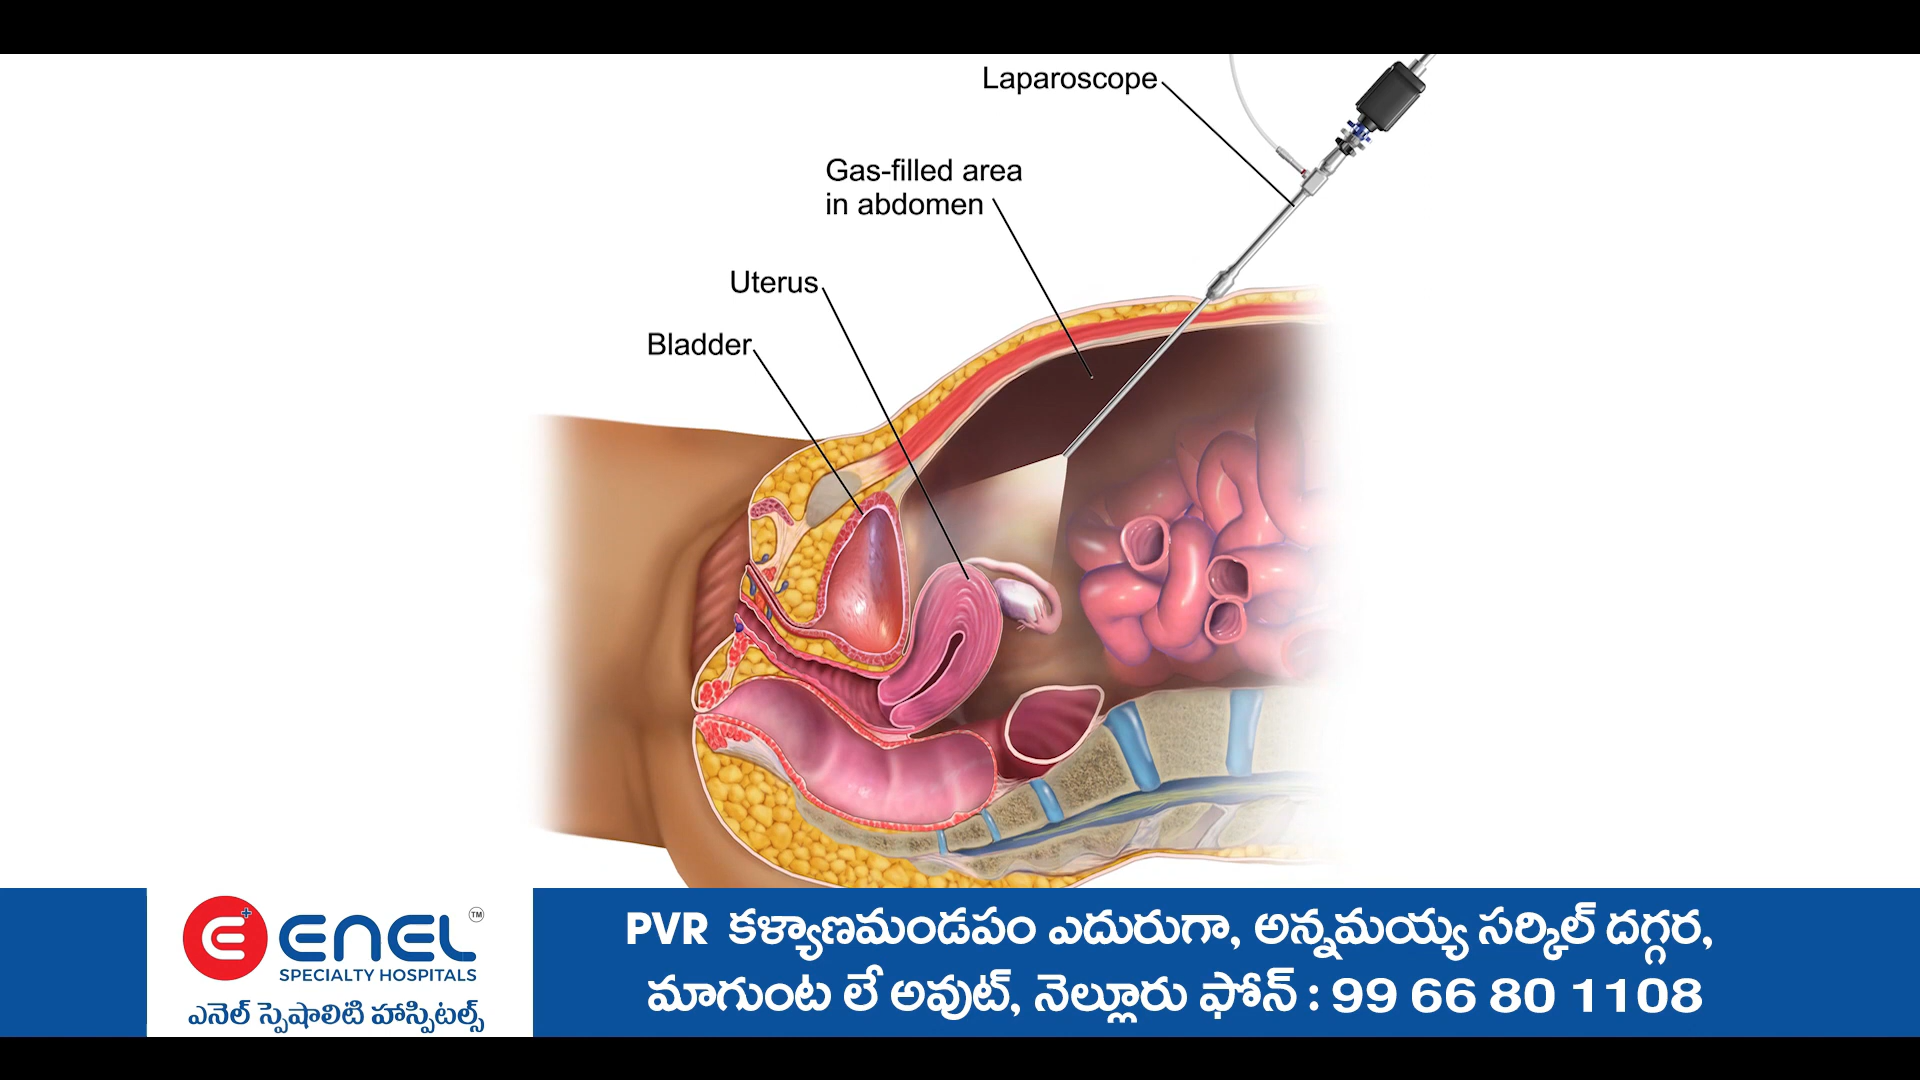 Laparoscope
Gas-filled area
in abdomen
Uterus
Bladder
ENEL TM
SPECIALTY HOSPITALS
ఎనెల్ స్పెషాలిటి హాస్పిటల్స్
PVR కళ్యాణమండపం ఎదురుగా, అన్నమయ్య సర్కిల్ దగ్గర,
మాగుంట లే అవుట్, నెల్లూరు ఫోన్ : 99 66 80 1108